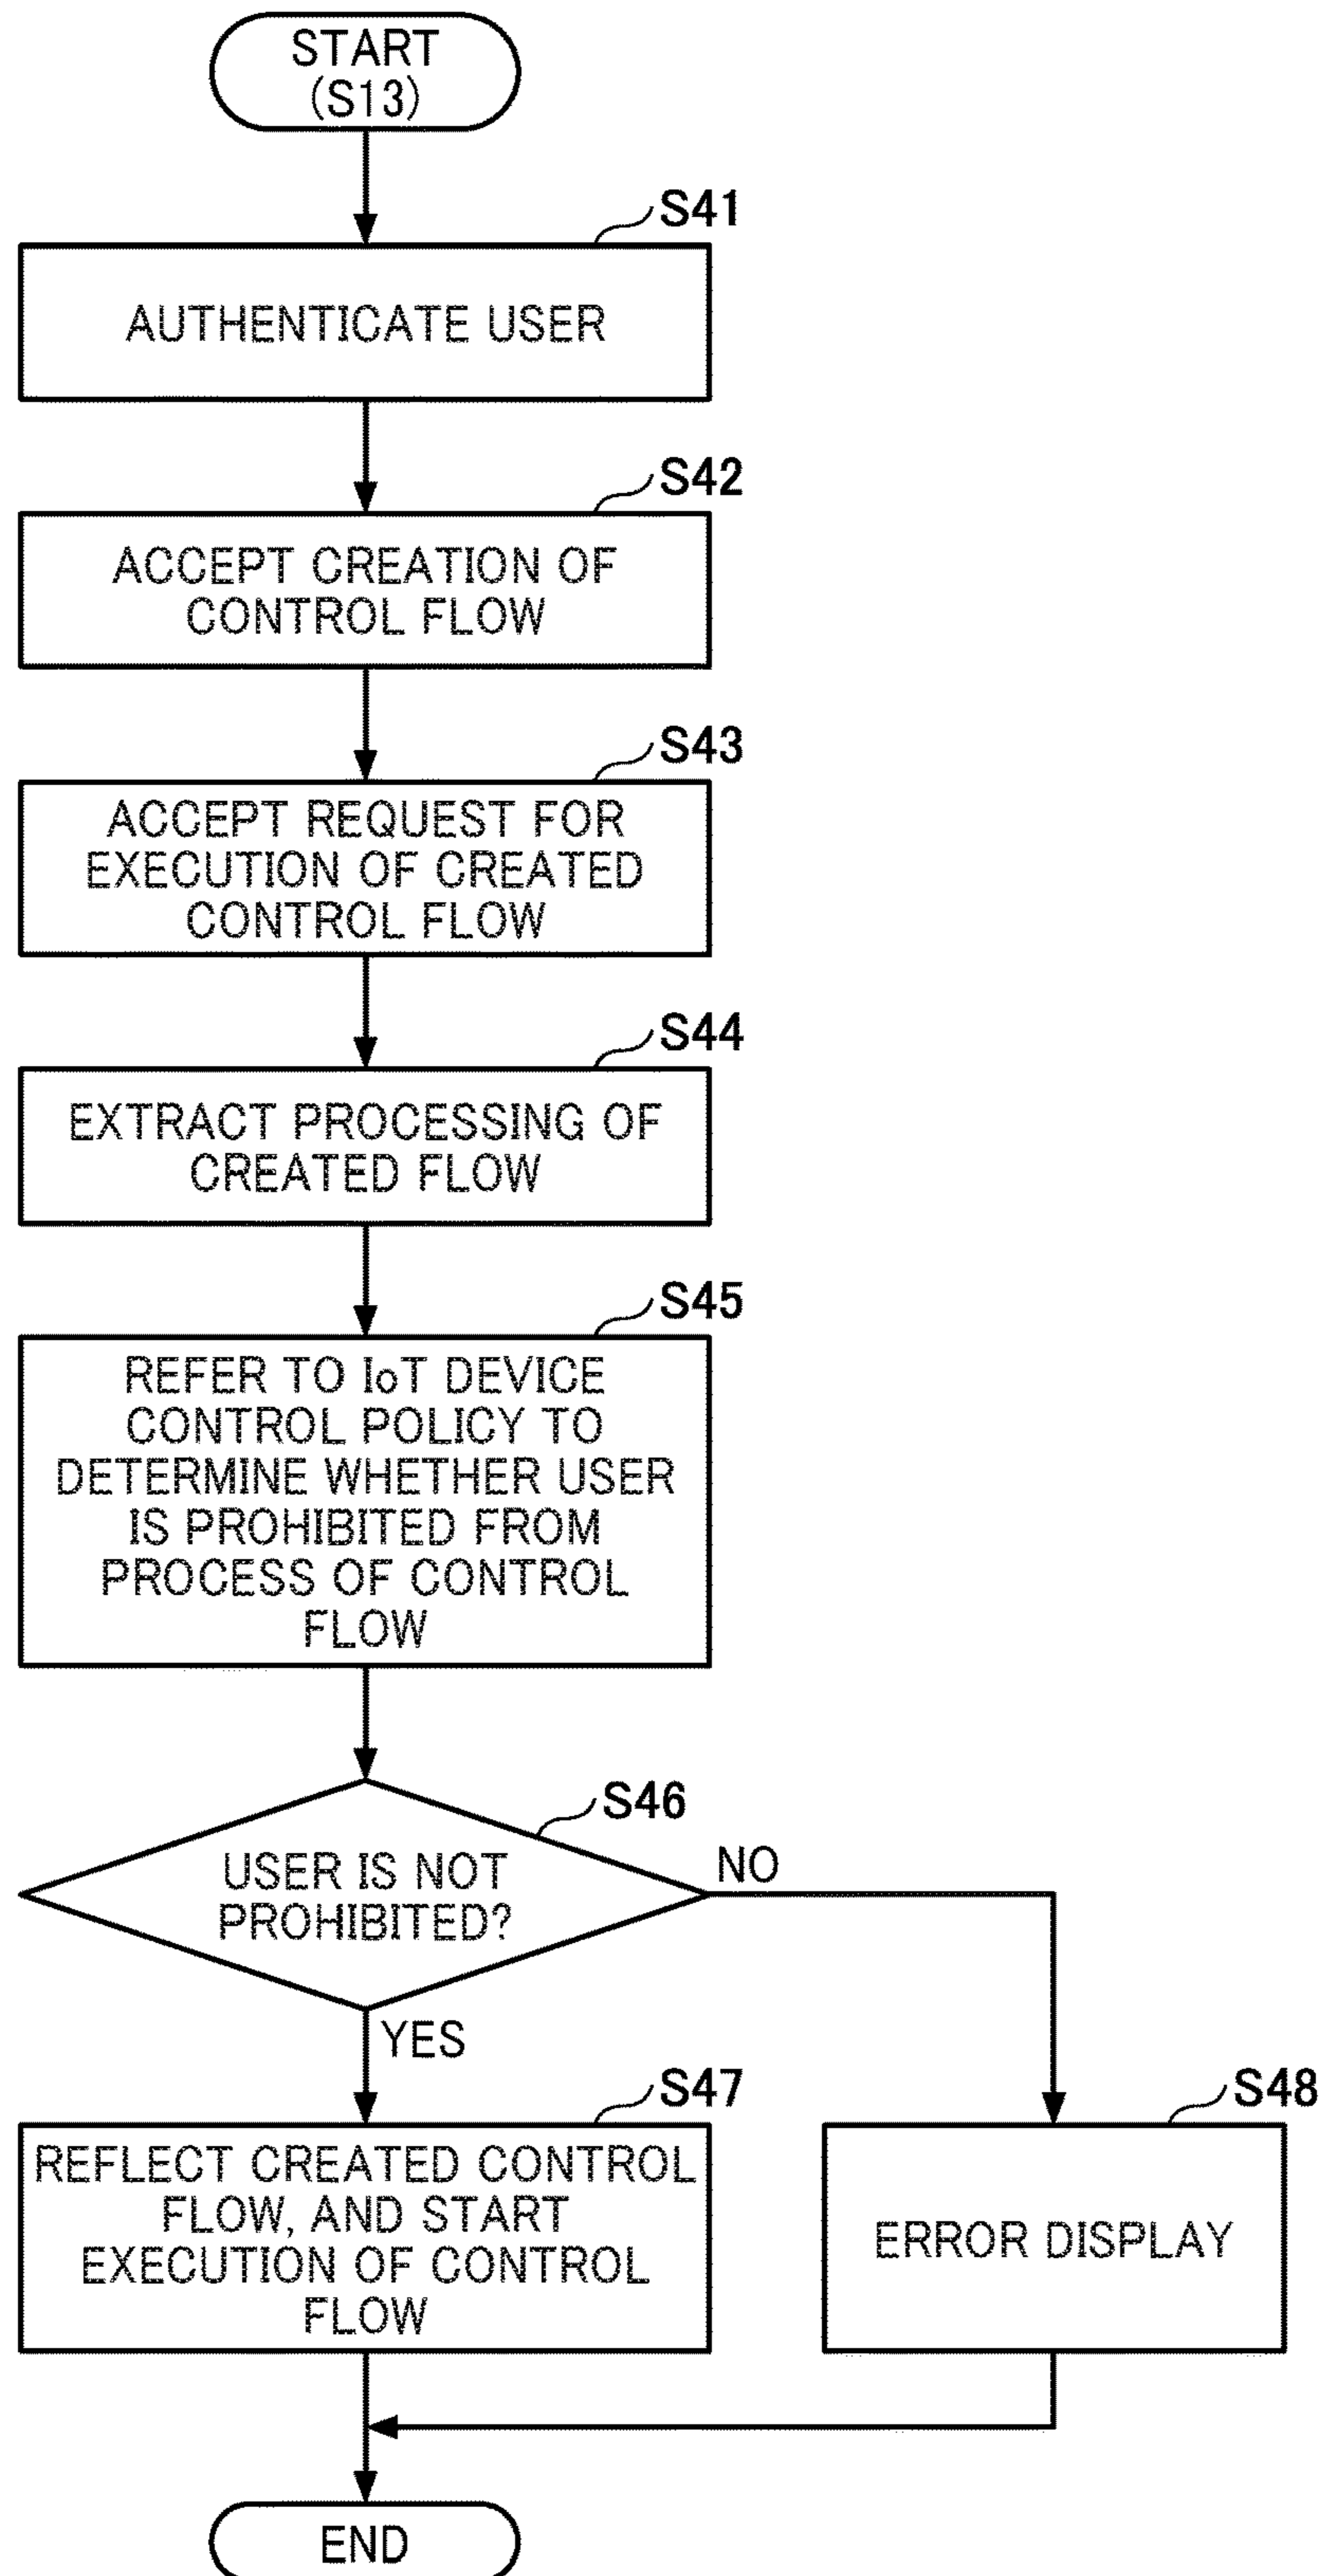 START
(S13)
S41
AUTHENTICATE USER
S42
ACCEPT CREATION OF
CONTROL FLOW
S43
ACCEPT REQUEST FOR
EXECUTION OF CREATED
CONTROL FLOW
S44
EXTRACT PROCESSING OF
CREATED FLOW
S45
REFER TO IoT DEVICE
CONTROL POLICY TO
DETERMINE WHETHER USER
IS PROHIBITED FROM
PROCESS OF CONTROL
FLOW
S46
USER IS NOT
PROHIBITED?
NO
YES
S47
REFLECT CREATED CONTROL
FLOW, AND START
EXECUTION OF CONTROL
FLOW
S48
ERROR DISPLAY
END